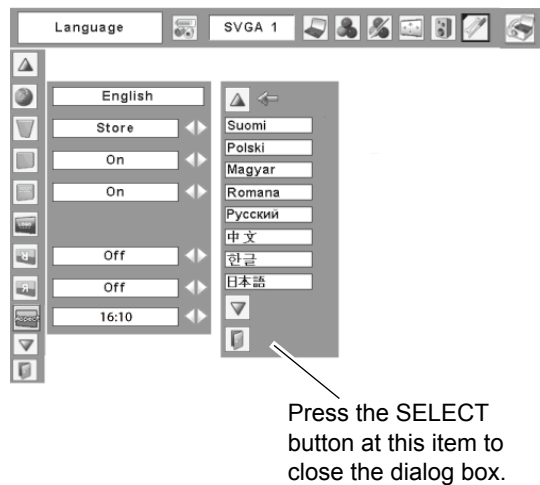 Language
SVGA 1
English
Store
On
On
Off
Off
16:10
Suomi
Polski
Magyar
Romana
Русский
中文
한글
日本語
Press the SELECT
button at this item to
close the dialog box.